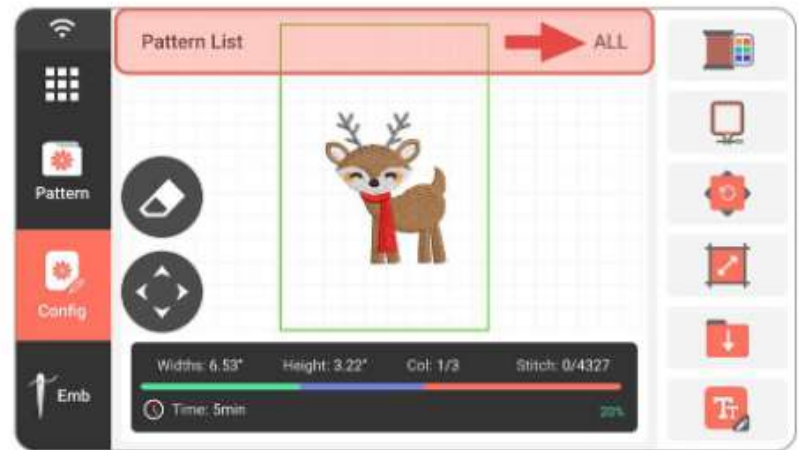 Pattern List
ALL
Pattern
Config
Emb
Widths: 6.53"
Height: 3.22"
Col: 1/3
Stitch: 0/4327
Time: 5min
20%
TT